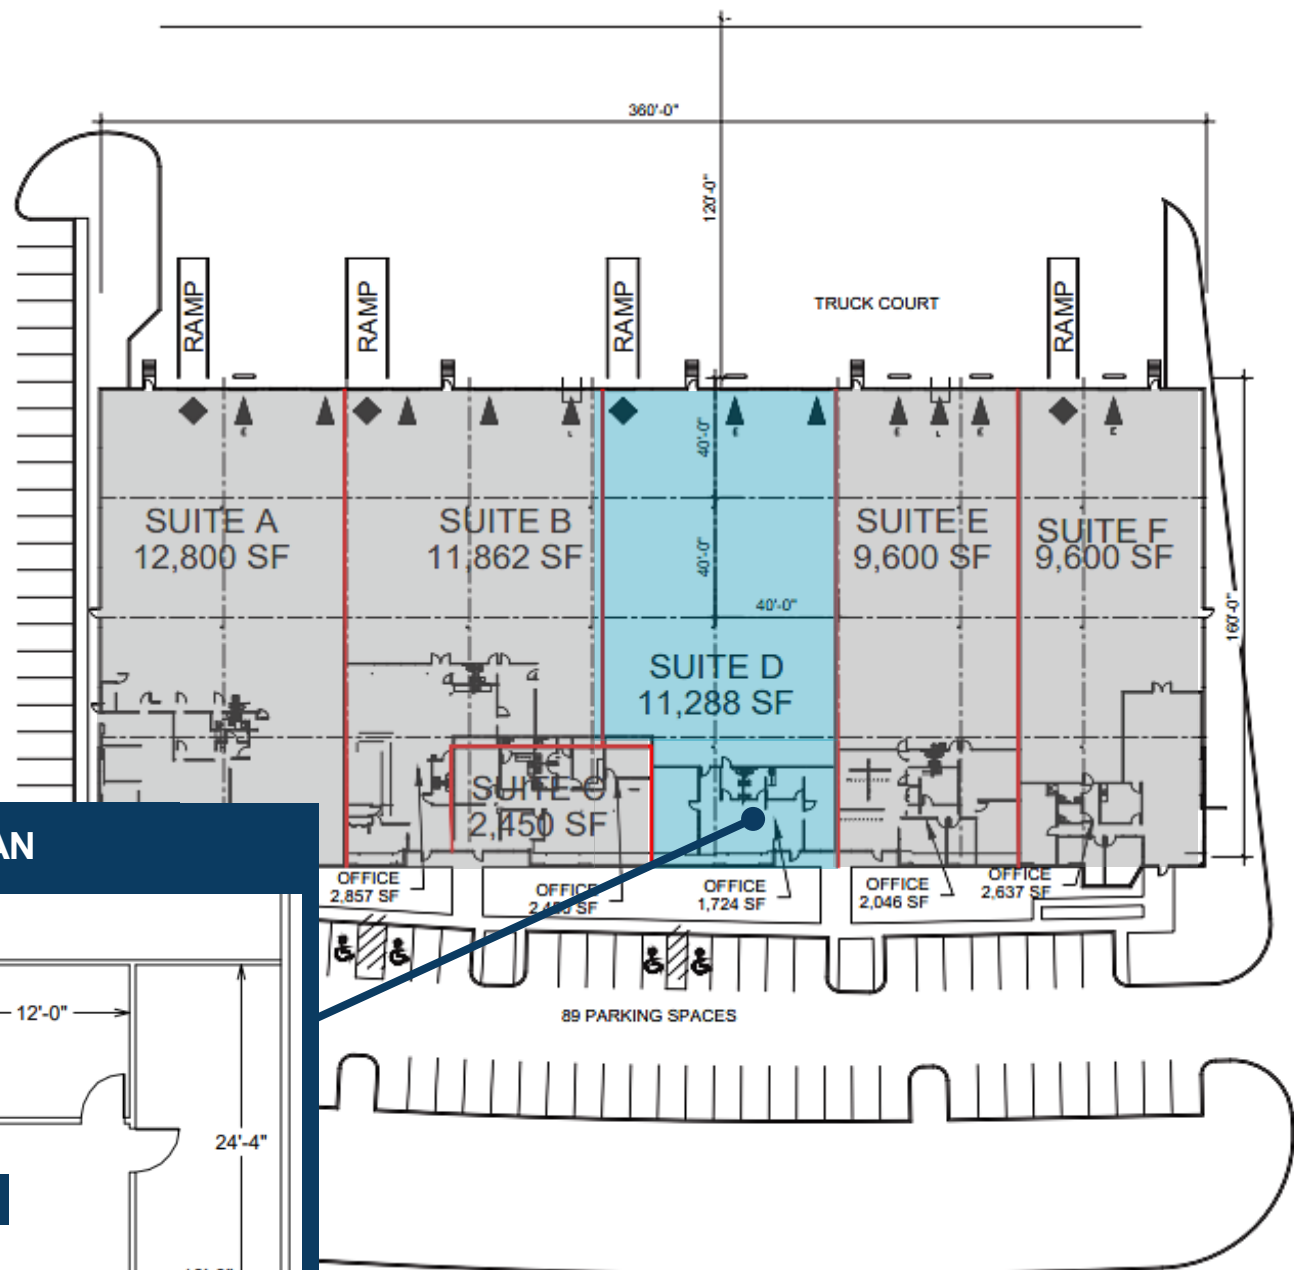 360'-0"
120'-0"
RAMP
RAMP
RAMP
RAMP
TRUCK COURT
E
L
E
E
L
E
E
40'-0"
SUITE A
12,800 SF
SUITE B
11,862 SF
SUITE E
9,600 SF
SUITE F
9,600 SF
40'-0"
40'-0"
160'-0"
SUITE D
11,288 SF
SUITE C
2,450 SF
AN
OFFICE
2,857 SF
OFFICE
2,450 SF
OFFICE
1,724 SF
OFFICE
2,046 SF
OFFICE
2,637 SF
12'-0"
89 PARKING SPACES
24'-4"